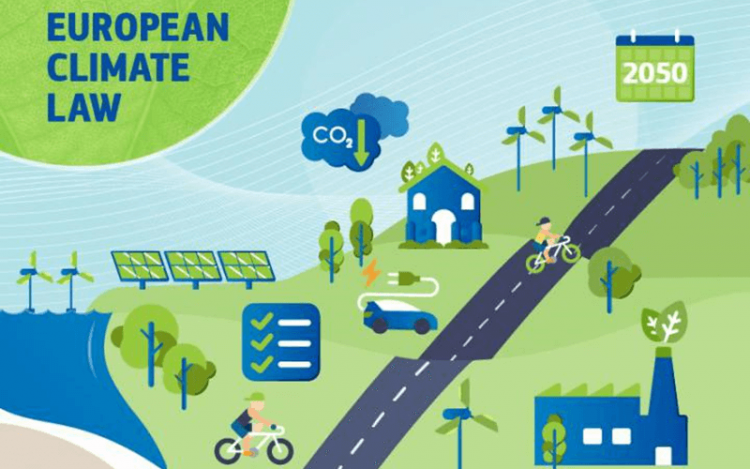 EUROPEAN
CLIMATE
LAW
2050
CO₂